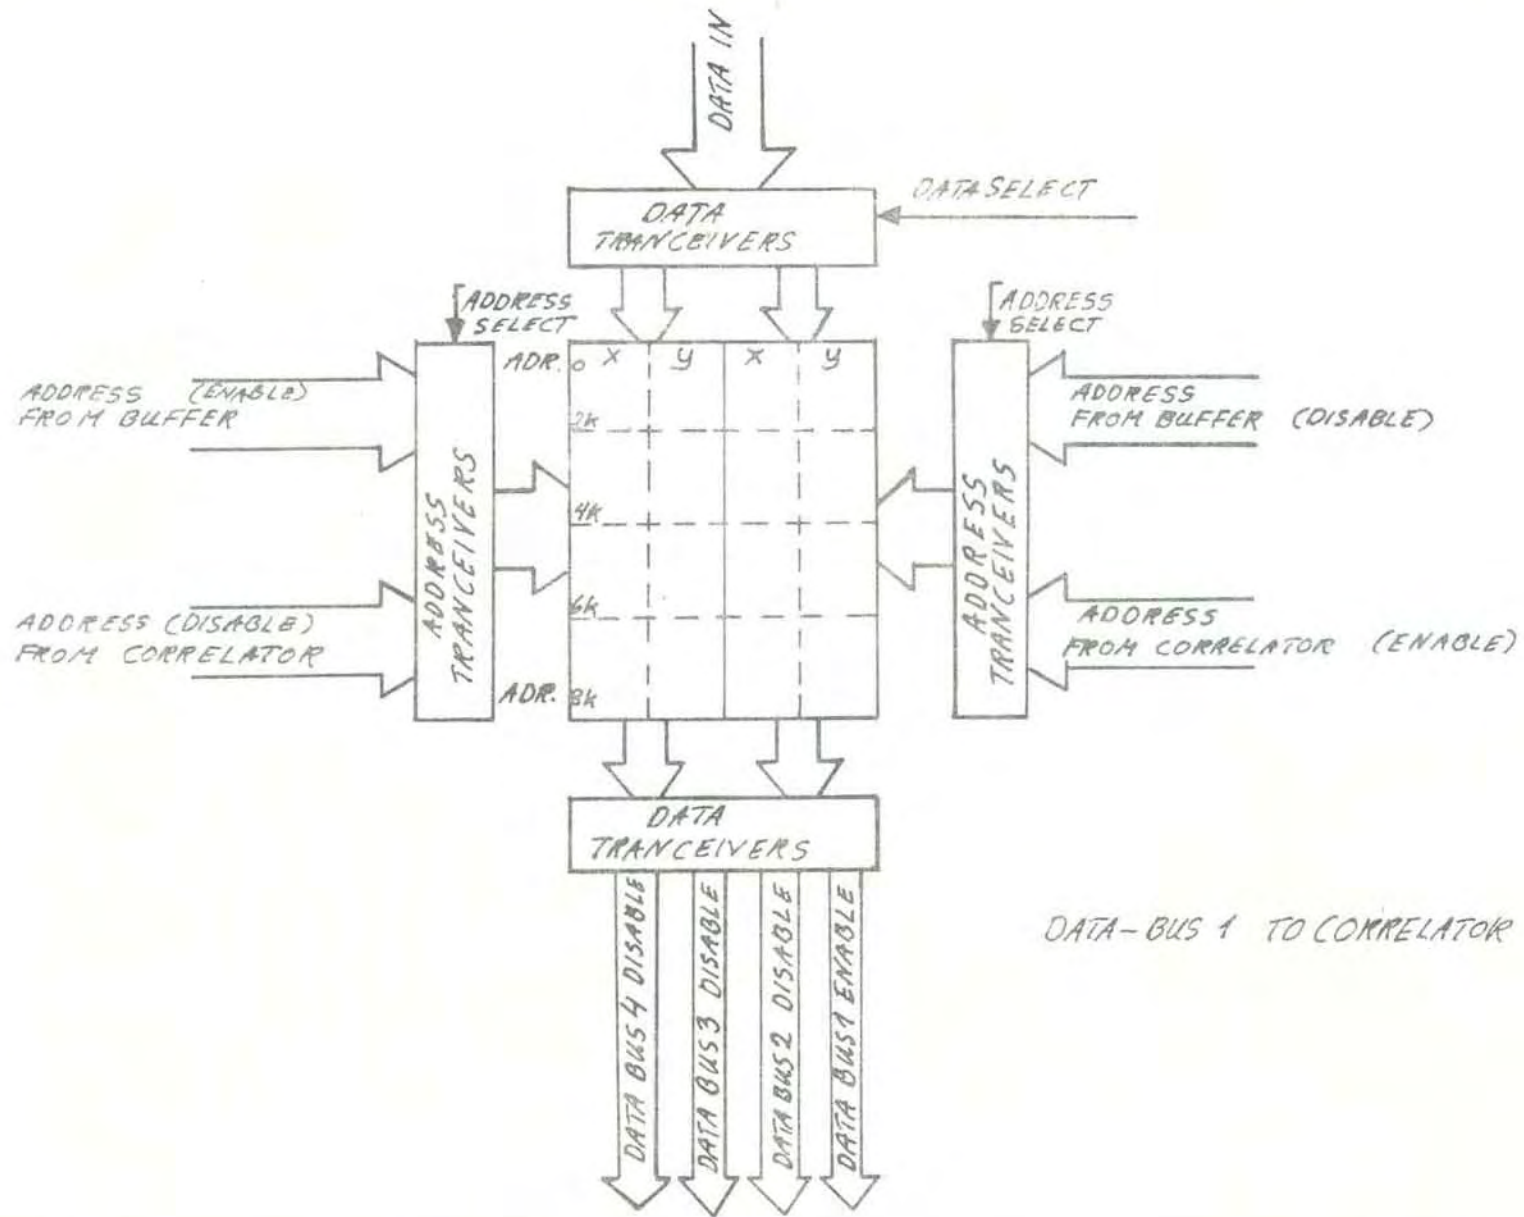 DATA IN
DATA SELECT
DATA
TRANCEIVERS
ADDRESS
SELECT
ADDRESS
SELECT
ADR. 0 X Y X Y
2K
4K
6K
ADR. 8K
ADDRESS (ENABLE)
FROM BUFFER
ADDRESS (DISABLE)
FROM CORRELATOR
ADDRESS
TRANCEIVERS
ADDRESS
TRANCEIVERS
ADDRESS
FROM BUFFER (DISABLE)
ADDRESS
FROM CORRELATOR (ENABLE)
DATA
TRANCEIVERS
DATA BUS 4 DISABLE
DATA BUS 3 DISABLE
DATA BUS 2 DISABLE
DATA BUS 1 ENABLE
DATA-BUS 1 TO CORRELATOR